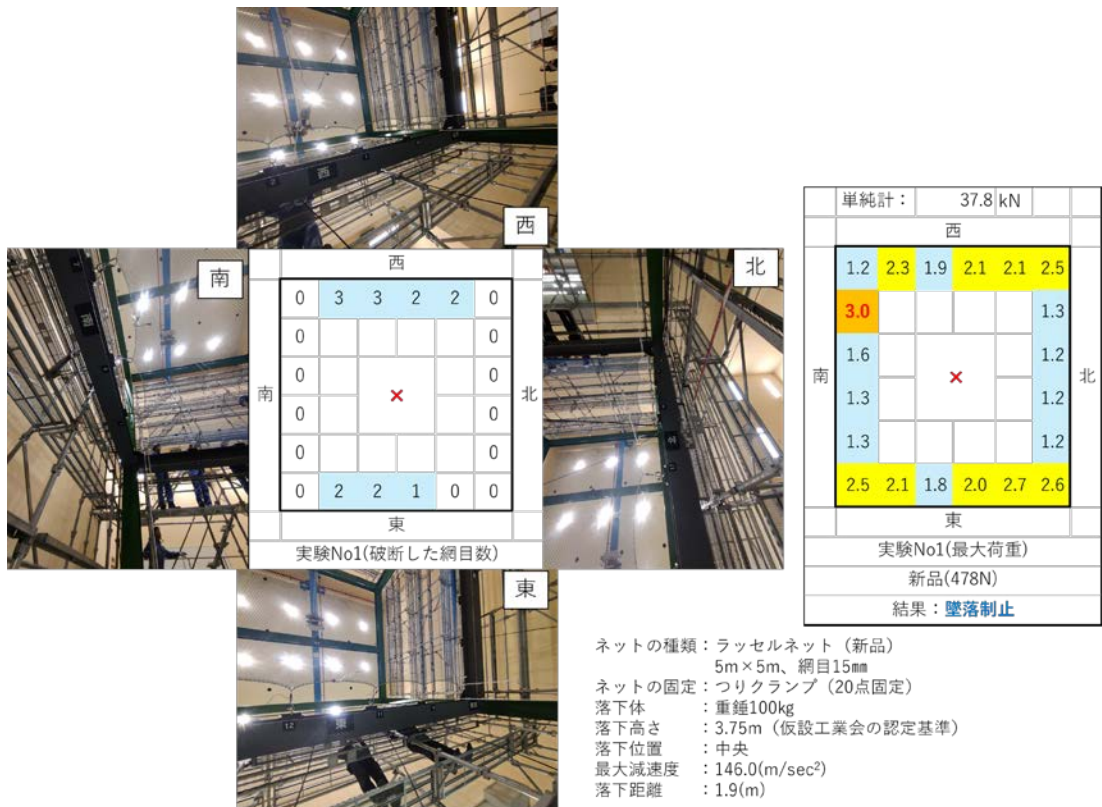 西
西
南
北
西
0 3 3 2 2 0
0 0
0 0
南 × 北
0 0
0 0
0 2 2 1 0 0
東
実験No1(破断した網目数)
東
12 東 11
単純計： 37.8 kN
西
1.2 2.3 1.9 2.1 2.1 2.5
3.0 1.3
1.6 1.2
南 × 北
1.3 1.2
1.3 1.2
2.5 2.1 1.8 2.0 2.7 2.6
東
実験No1(最大荷重)
新品(478N)
結果：墜落制止
ネットの種類：ラッセルネット（新品）
5m×5m、網目15㎜
ネットの固定：つりクランプ（20点固定）
落下体 ：重錘100kg
落下高さ ：3.75m（仮設工業会の認定基準）
落下位置 ：中央
最大減速度 ：146.0(m/sec²)
落下距離 ：1.9(m)